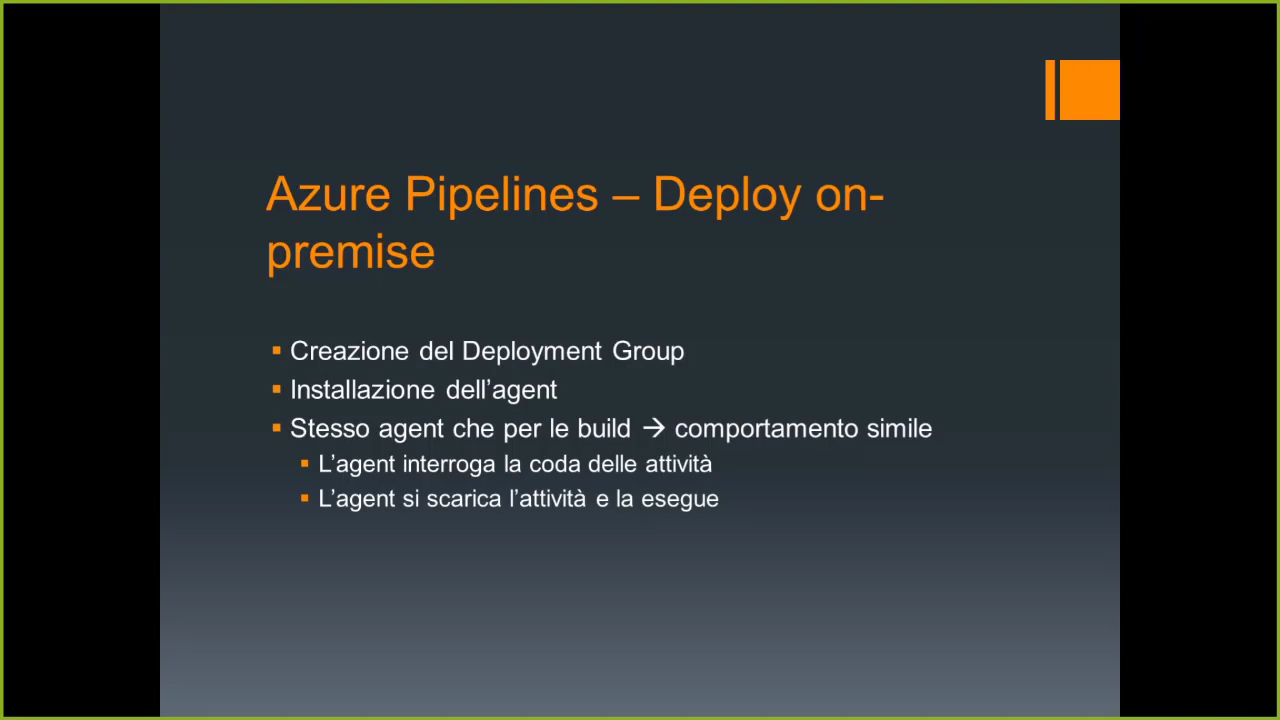 Azure Pipelines – Deploy on-
premise
Creazione del Deployment Group
Installazione dell’agent
Stesso agent che per le build → comportamento simile
L’agent interroga la coda delle attività
L’agent si scarica l’attività e la esegue